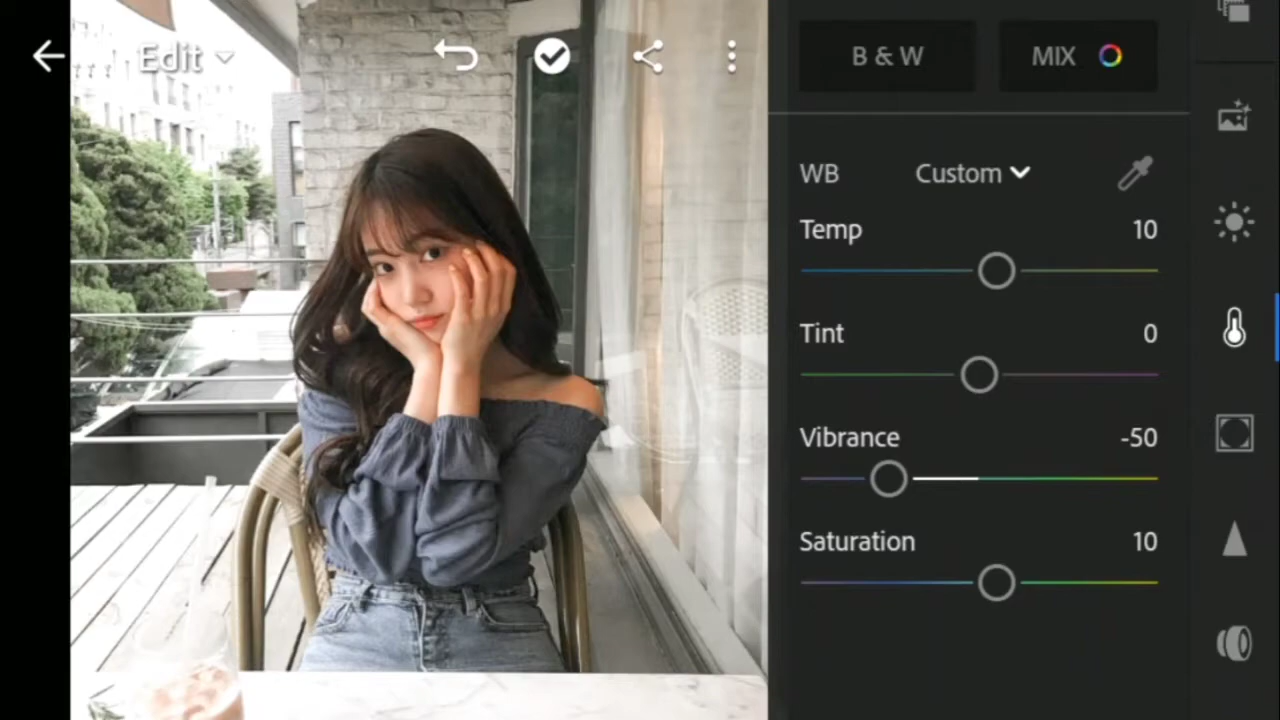 Edit
B & W
MIX
WB
Custom
Temp
10
Tint
0
Vibrance
-50
Saturation
10